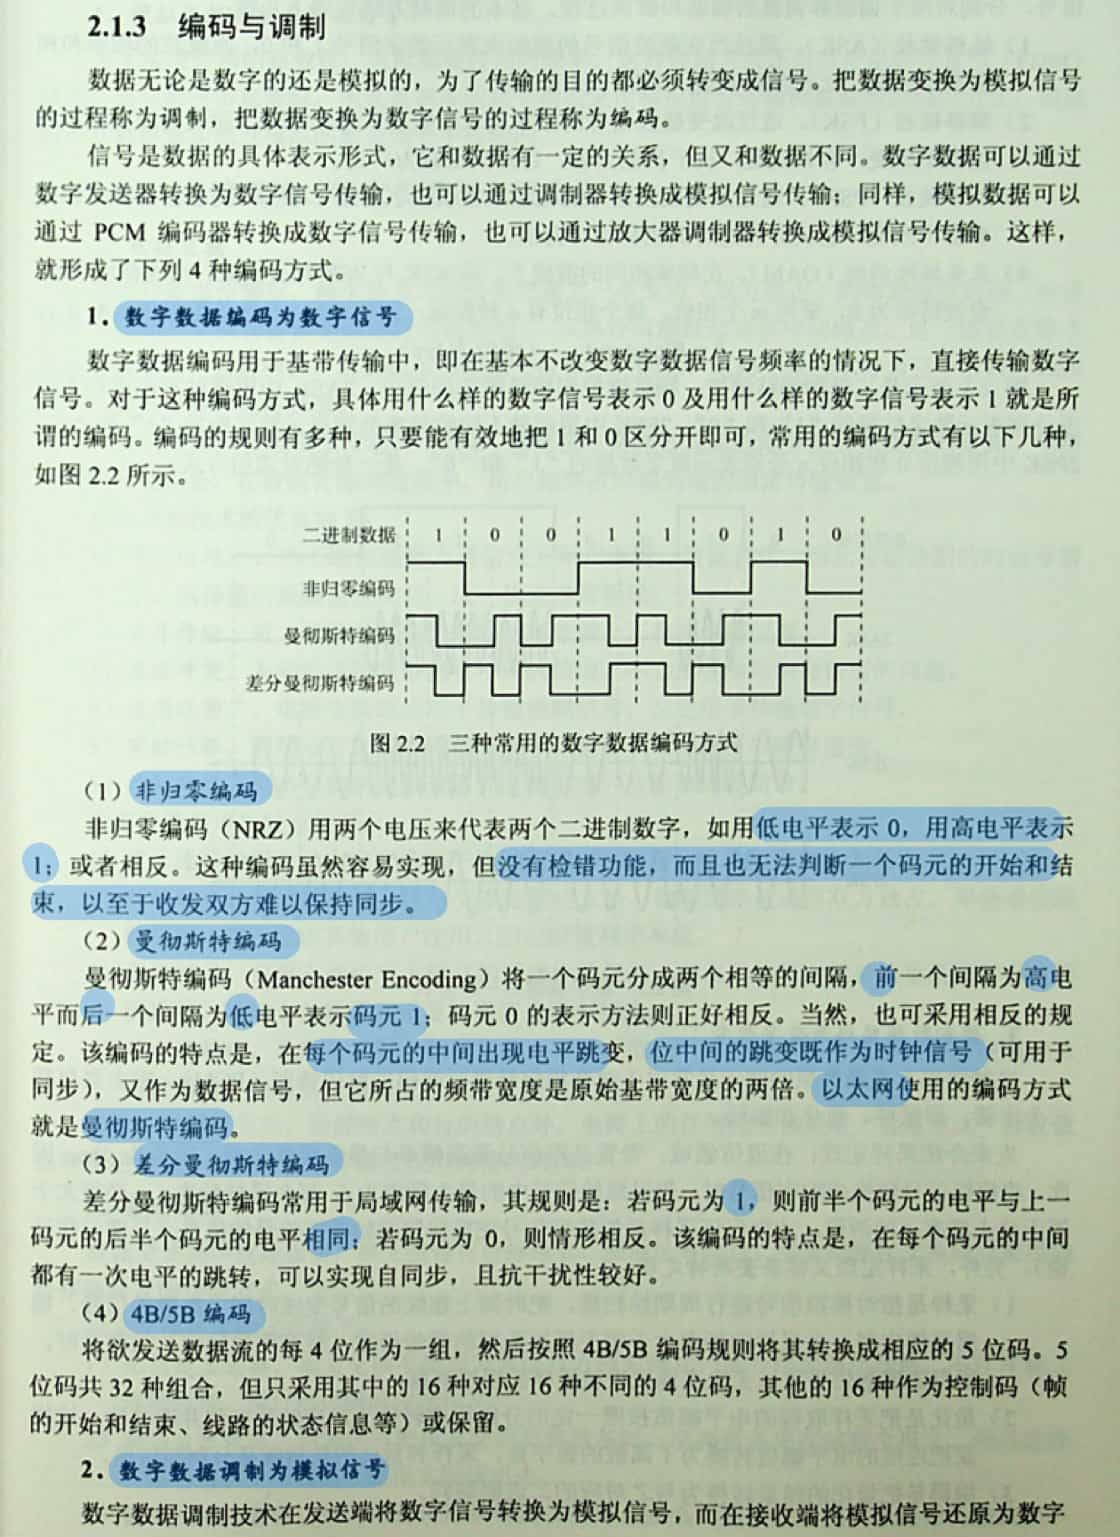 2.1.3 编码与调制
数据无论是数字的还是模拟的，为了传输的目的都必须转变成信号。把数据变换为模拟信号
的过程称为调制，把数据变换为数字信号的过程称为编码。
信号是数据的具体表示形式，它和数据有一定的关系，但又和数据不同。数字数据可以通过
数字发送器转换为数字信号传输，也可以通过调制器转换成模拟信号传输；同样，模拟数据可以
通过 PCM 编码器转换成数字信号传输，也可以通过放大器调制器转换成模拟信号传输。这样，
就形成了下列 4 种编码方式。
1. 数字数据编码为数字信号
数字数据编码用于基带传输中，即在基本不改变数字数据信号频率的情况下，直接传输数字
信号。对于这种编码方式，具体用什么样的数字信号表示 0 及用什么样的数字信号表示 1 就是所
谓的编码。编码的规则有多种，只要能有效地把 1 和 0 区分开即可，常用的编码方式有以下几种，
如图 2.2 所示。
二进制数据 1 0 0 1 1 0 1 0
非归零编码
曼彻斯特编码
差分曼彻斯特编码
图 2.2 三种常用的数字数据编码方式
（1）非归零编码
非归零编码（NRZ）用两个电压来代表两个二进制数字，如用低电平表示 0，用高电平表示
1；或者相反。这种编码虽然容易实现，但没有检错功能，而且也无法判断一个码元的开始和结
束，以至于收发双方难以保持同步。
（2）曼彻斯特编码
曼彻斯特编码（Manchester Encoding）将一个码元分成两个相等的间隔，前一个间隔为高电
平而后一个间隔为低电平表示码元 1；码元 0 的表示方法则正好相反。当然，也可采用相反的规
定。该编码的特点是，在每个码元的中间出现电平跳变，位中间的跳变既作为时钟信号（可用于
同步），又作为数据信号，但它所占的频带宽度是原始基带宽度的两倍。以太网使用的编码方式
就是曼彻斯特编码。
（3）差分曼彻斯特编码
差分曼彻斯特编码常用于局域网传输，其规则是：若码元为 1，则前半个码元的电平与上一
码元的后半个码元的电平相同；若码元为 0，则情形相反。该编码的特点是，在每个码元的中间
都有一次电平的跳转，可以实现自同步，且抗干扰性较好。
（4）4B/5B 编码
将欲发送数据流的每 4 位作为一组，然后按照 4B/5B 编码规则将其转换成相应的 5 位码。5
位码共 32 种组合，但只采用其中的 16 种对应 16 种不同的 4 位码，其他的 16 种作为控制码（帧
的开始和结束、线路的状态信息等）或保留。
2. 数字数据调制为模拟信号
数字数据调制技术在发送端将数字信号转换为模拟信号，而在接收端将模拟信号还原为数字